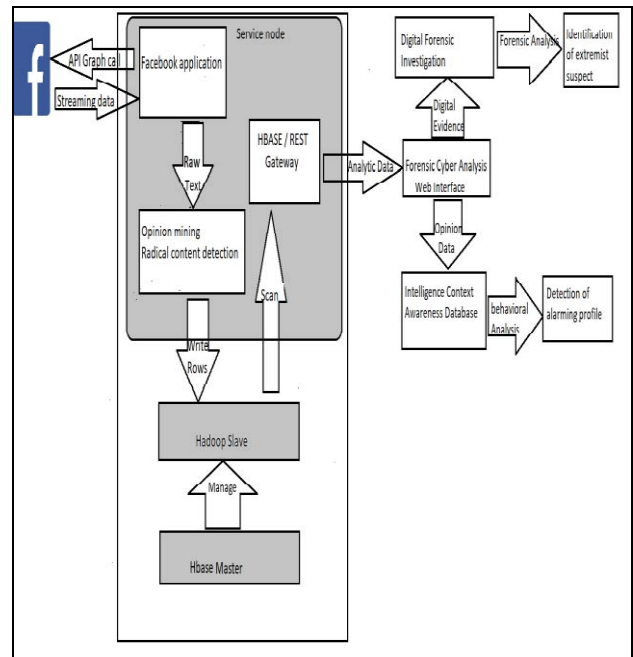 Service node
API Graph call
Streaming data
Facebook application
Raw
Text
Opinion mining
Radical content detection
HBASE / REST
Gateway
Write
Rows
Scan
Hadoop Slave
Manage
Hbase Master
Analytic Data
Forensic Cyber Analysis
Web Interface
Digital
Evidence
Digital Forensic
Investigation
Forensic Analysis
Identification
of extremist
suspect
Opinion
Data
Intelligence Context
Awareness Database
behavioral
Analysis
Detection of
alarming profile